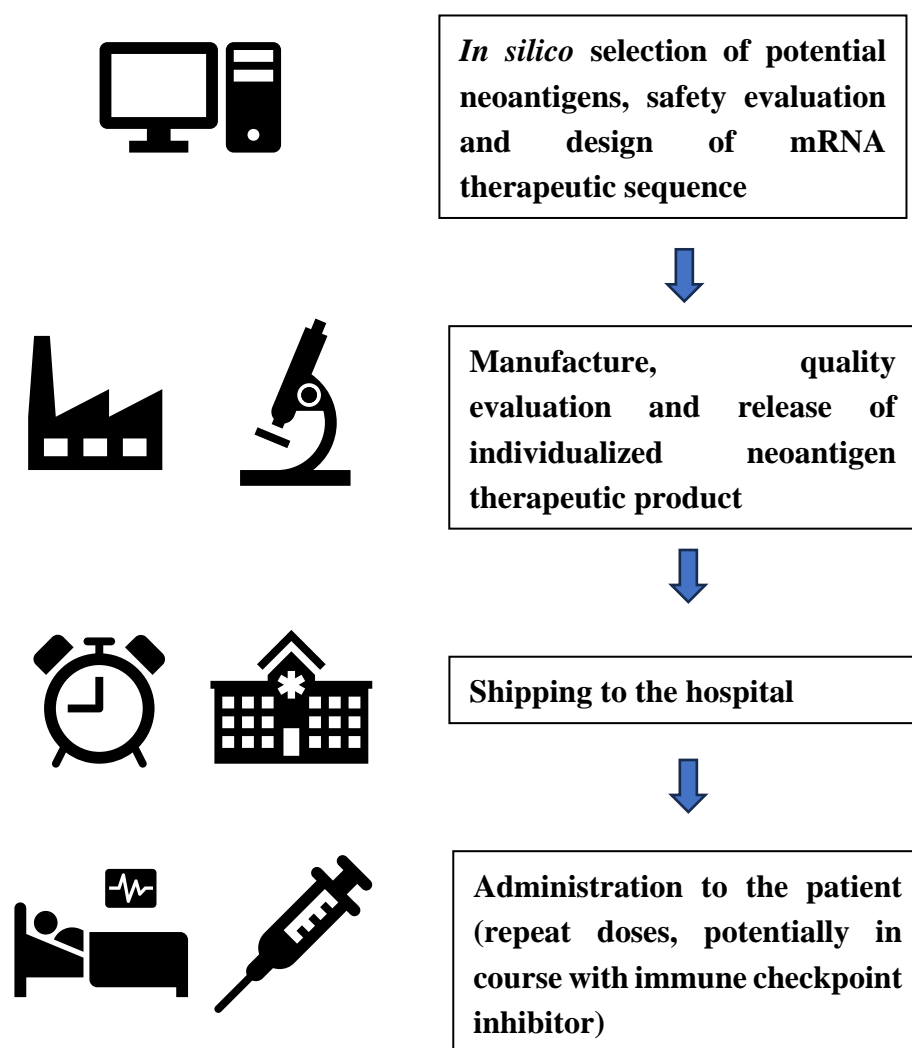 In silico selection of potential
neoantigens, safety evaluation
and design of mRNA
therapeutic sequence
Manufacture, quality
evaluation and release of
individualized neoantigen
therapeutic product
Shipping to the hospital
Administration to the patient
(repeat doses, potentially in
course with immune checkpoint
inhibitor)